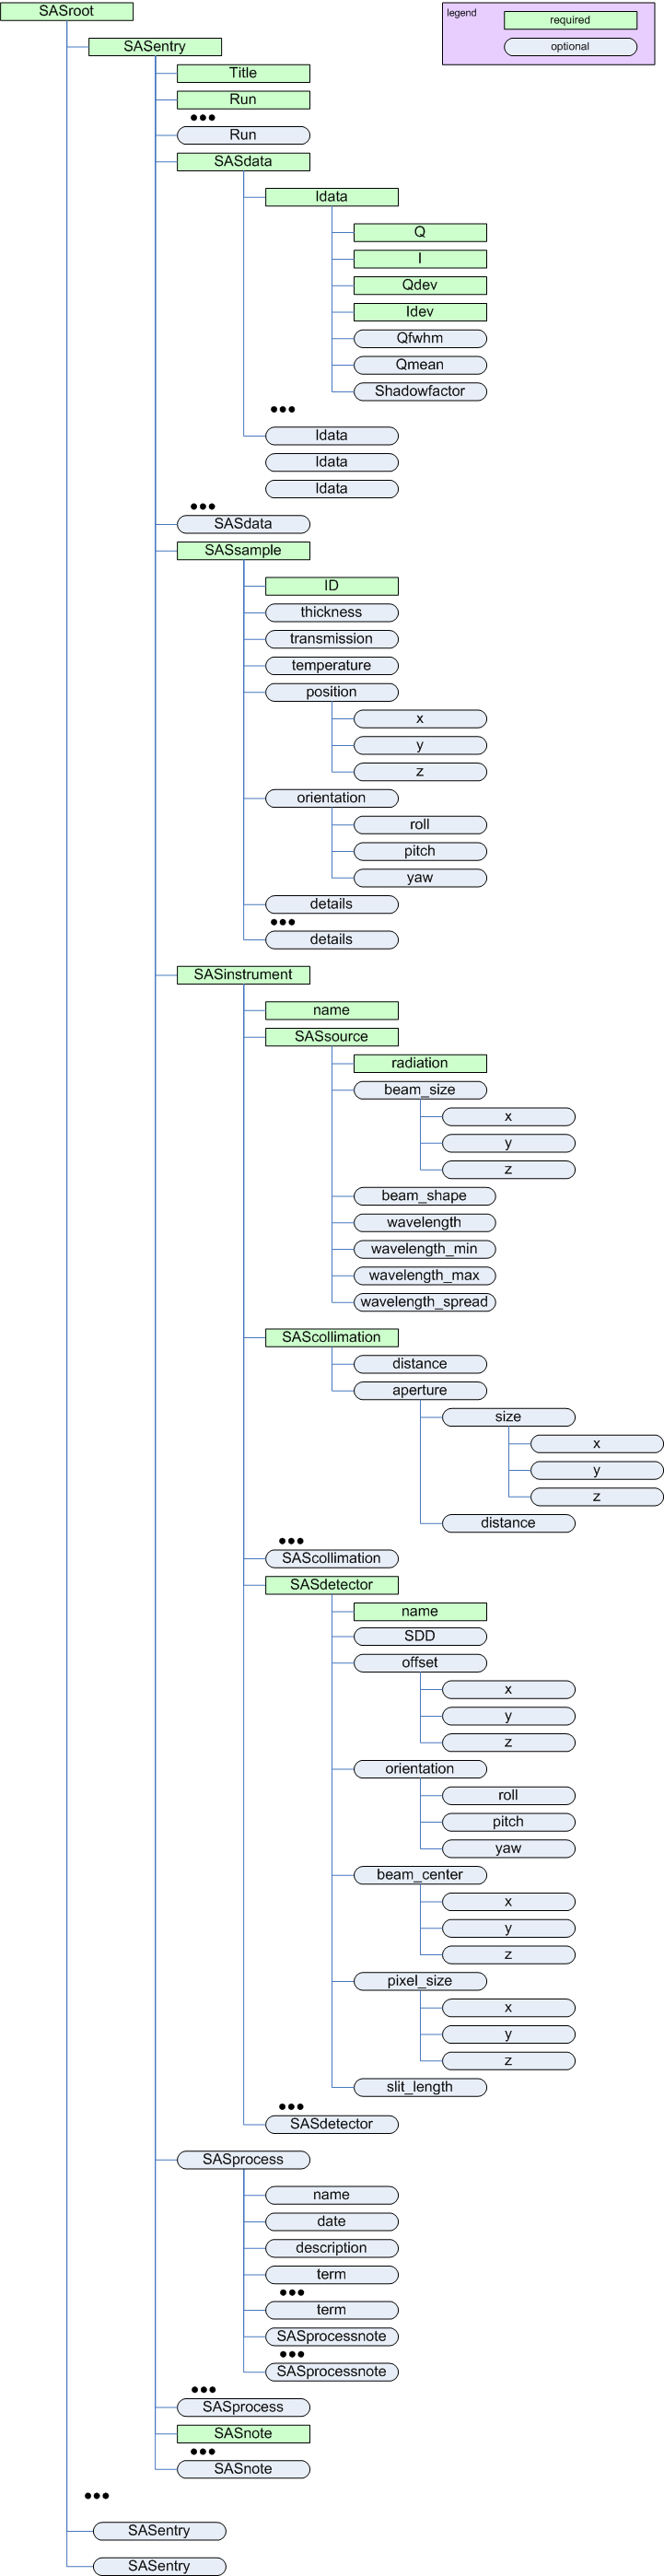 SASroot
legend
required
optional
SASentry
Title
Run
•••
Run
SASdata
Idata
Q
I
Qdev
Idev
Qfwhm
Qmean
Shadowfactor
•••
Idata
Idata
Idata
•••
SASdata
SASsample
ID
thickness
transmission
temperature
position
x
y
z
orientation
roll
pitch
yaw
details
•••
details
SASinstrument
name
SASsource
radiation
beam_size
x
y
z
beam_shape
wavelength
wavelength_min
wavelength_max
wavelength_spread
SAScollimation
distance
aperture
size
x
y
z
distance
•••
SAScollimation
SASdetector
name
SDD
offset
x
y
z
orientation
roll
pitch
yaw
beam_center
x
y
z
pixel_size
x
y
z
slit_length
•••
SASdetector
SASprocess
name
date
description
term
•••
term
SASprocessnote
•••
SASprocessnote
•••
SASprocess
SASnote
•••
SASnote
•••
SASentry
SASentry